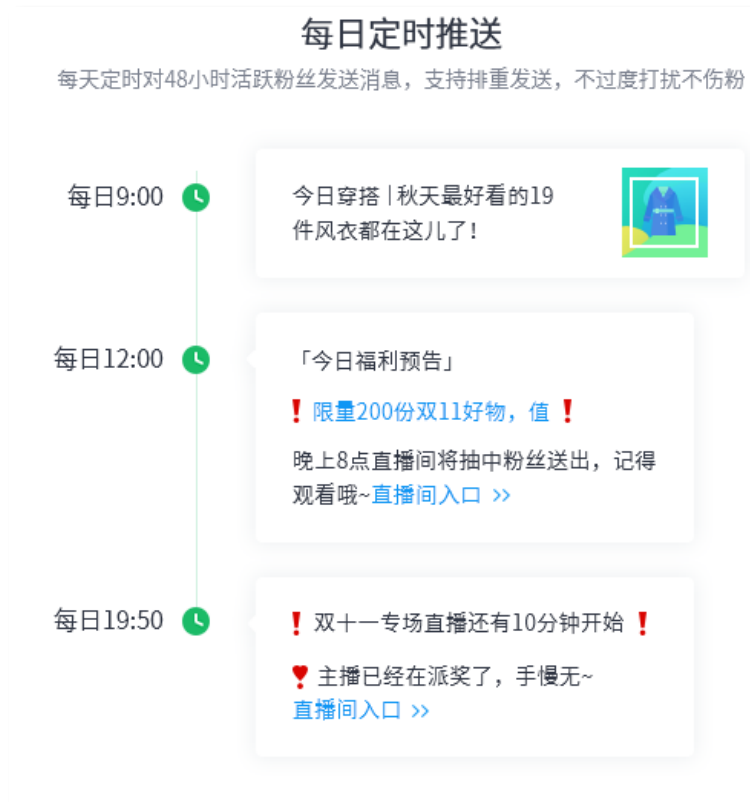 每日定时推送
每天定时对48小时活跃粉丝发送消息，支持排重发送，不过度打扰不伤粉
每日9:00
今日穿搭 | 秋天最好看的19
件风衣都在这儿了！
每日12:00
「今日福利预告」
❗ 限量200份双11好物，值 ❗
晚上8点直播间将抽中粉丝送出，记得
观看哦~直播间入口 >>
每日19:50
❗ 双十一专场直播还有10分钟开始 ❗
❣ 主播已经在派奖了，手慢无~
直播间入口 >>